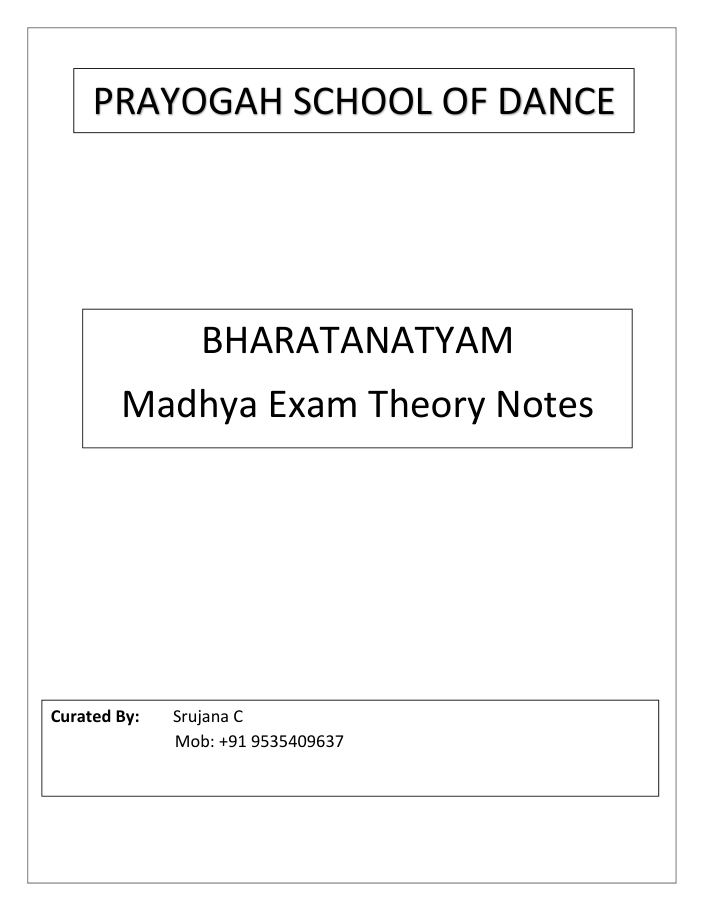 PRAYOGAH SCHOOL OF DANCE
BHARATANATYAM
Madhya Exam Theory Notes
Curated By: Srujana C
Mob: +91 9535409637